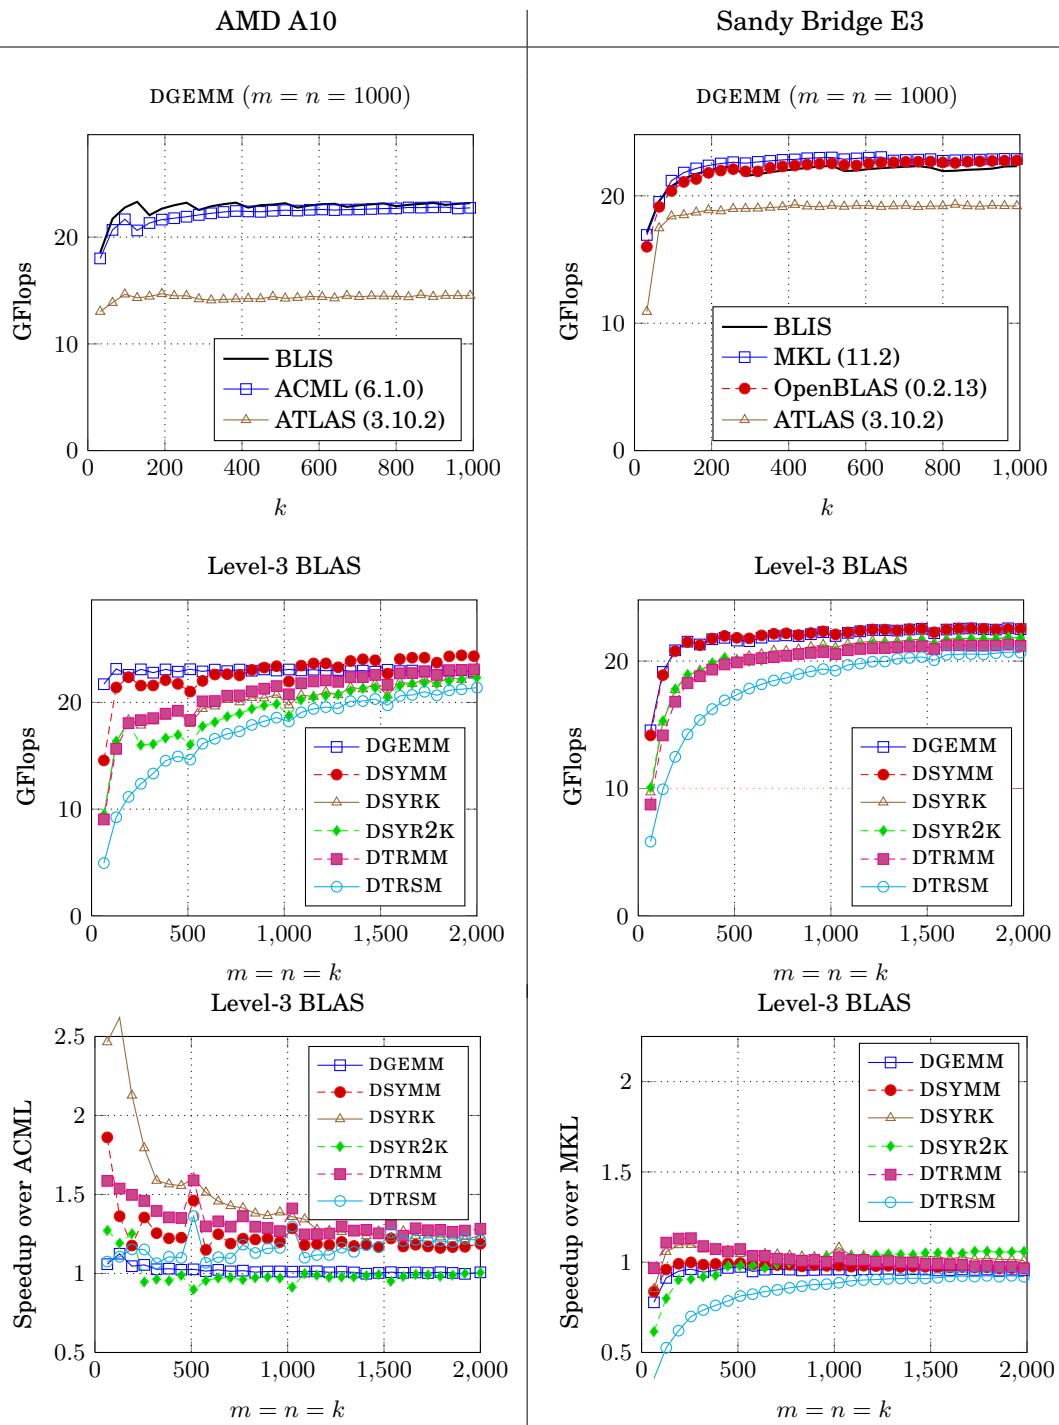 AMD A10
Sandy Bridge E3
DGEMM (m = n = 1000)
20
10
0
0 200 400 600 800 1,000
GFlops
k
BLIS
ACML (6.1.0)
ATLAS (3.10.2)
DGEMM (m = n = 1000)
20
10
0
0 200 400 600 800 1,000
GFlops
k
BLIS
MKL (11.2)
OpenBLAS (0.2.13)
ATLAS (3.10.2)
Level-3 BLAS
20
10
0
0 500 1,000 1,500 2,000
GFlops
m = n = k
DGEMM
DSYMM
DSYRK
DSYR2K
DTRMM
DTRSM
Level-3 BLAS
20
10
0
0 500 1,000 1,500 2,000
GFlops
m = n = k
DGEMM
DSYMM
DSYRK
DSYR2K
DTRMM
DTRSM
Level-3 BLAS
2.5
2
1.5
1
0.5
0 500 1,000 1,500 2,000
Speedup over ACML
m = n = k
DGEMM
DSYMM
DSYRK
DSYR2K
DTRMM
DTRSM
Level-3 BLAS
2
1.5
1
0.5
0 500 1,000 1,500 2,000
Speedup over MKL
m = n = k
DGEMM
DSYMM
DSYRK
DSYR2K
DTRMM
DTRSM